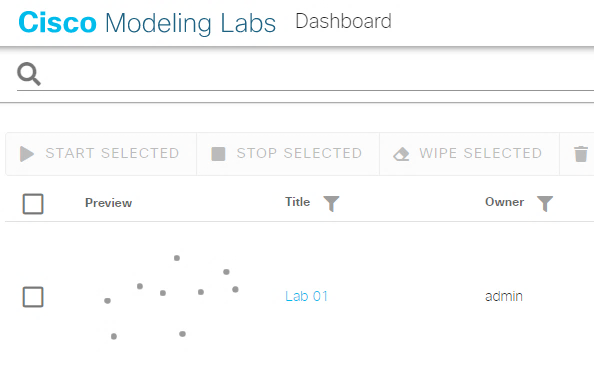 Cisco Modeling Labs Dashboard
START SELECTED STOP SELECTED WIPE SELECTED
Preview Title Owner
Lab 01 admin